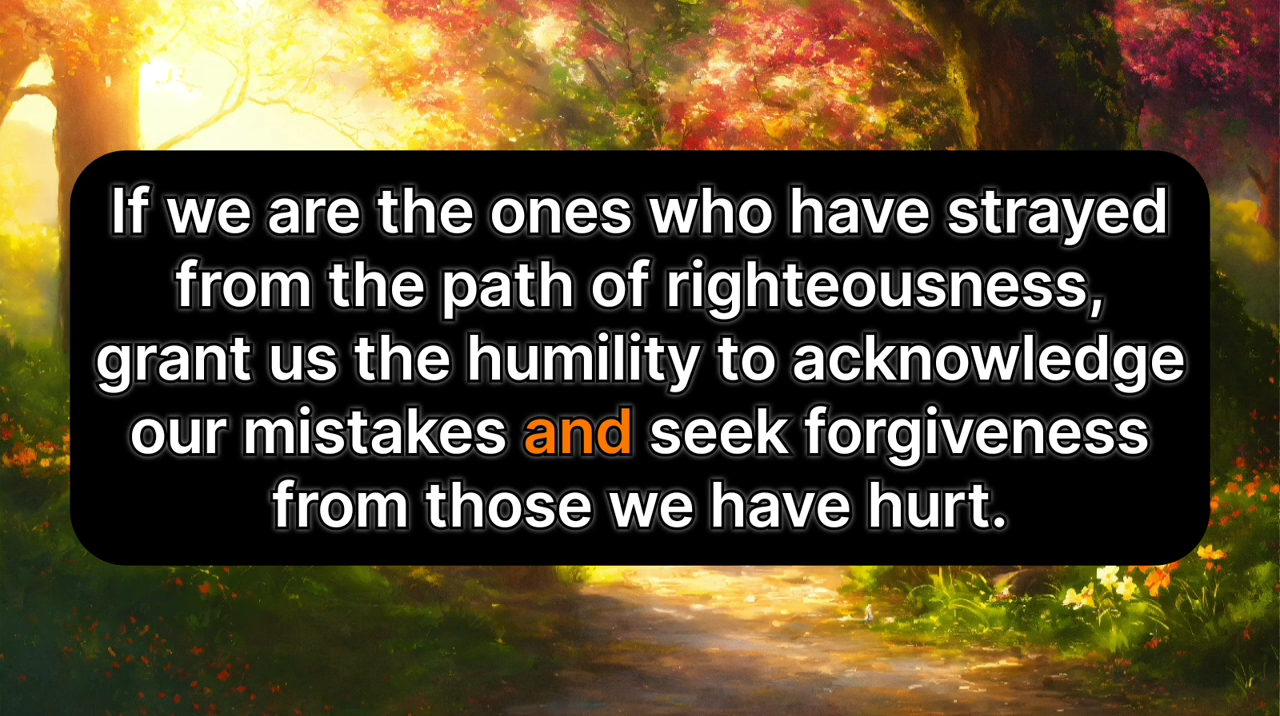 If we are the ones who have strayed
from the path of righteousness,
grant us the humility to acknowledge
our mistakes and seek forgiveness
from those we have hurt.